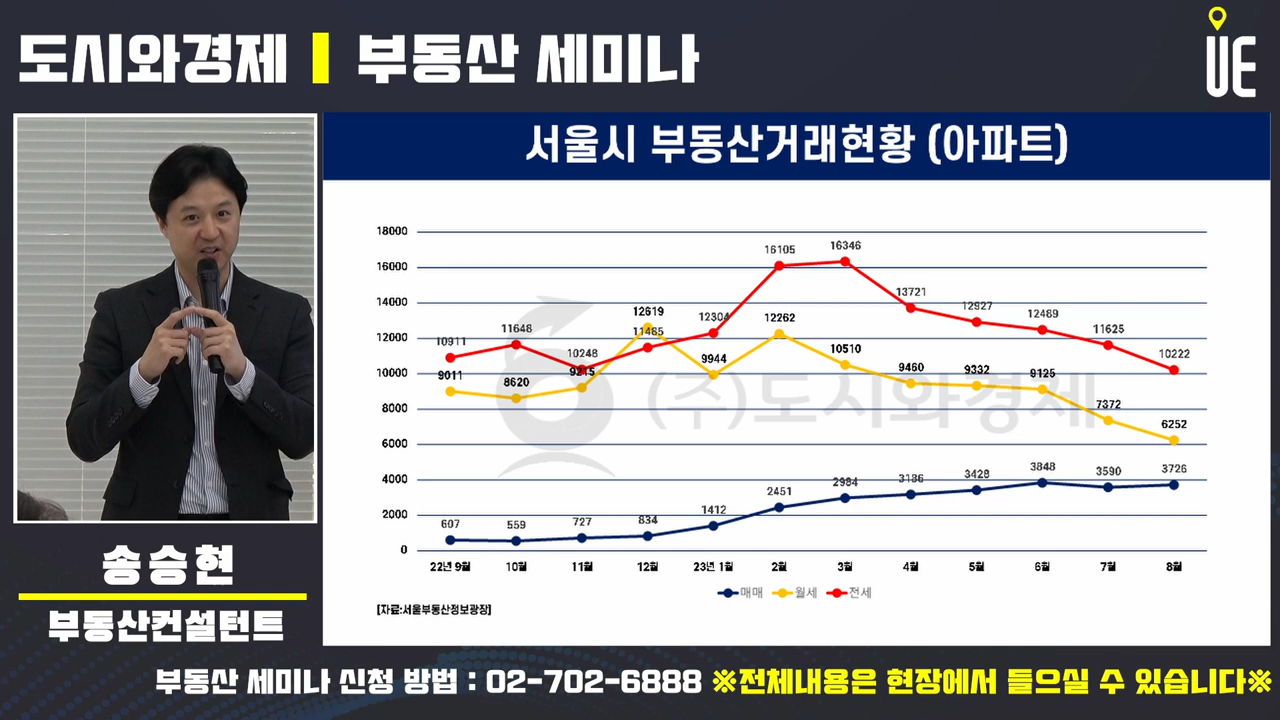 도시와경제 부동산 세미나
UE
서울시 부동산거래현황 (아파트)
18000
16000
14000
12000
10000
8000
6000
4000
2000
0
10911 11648 10248 11485 12304 16105 16346 13721 12927 12489 11625 10222
9011 8620 9215 12619 9944 12262 10510 9460 9332 9125 7372 6252
607 559 727 834 1412 2451 2984 3186 3428 3848 3590 3726
(주)도시와경제
22년 9월 10월 11월 12월 23년 1월 2월 3월 4월 5월 6월 7월 8월
매매 월세 전세
[자료:서울부동산정보광장]
송승현
부동산컨설턴트
부동산 세미나 신청 방법 : 02-702-6888 ※전체내용은 현장에서 들으실 수 있습니다※